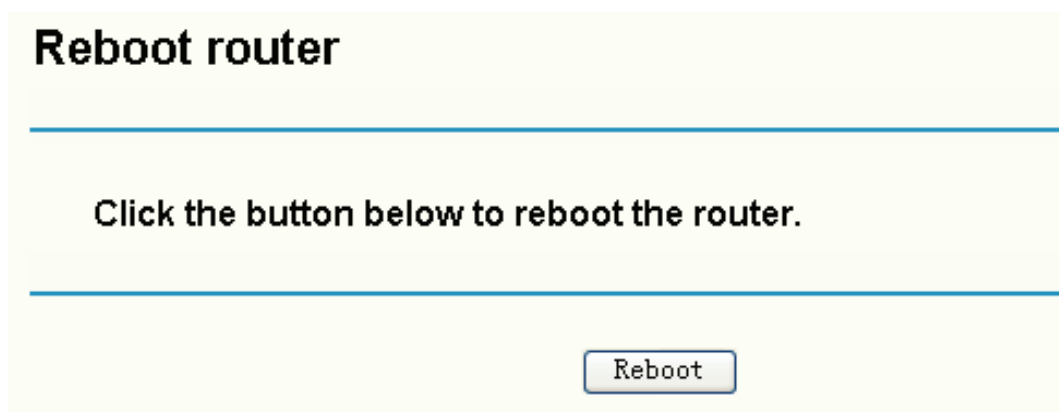 Reboot router
Click the button below to reboot the router.
Reboot